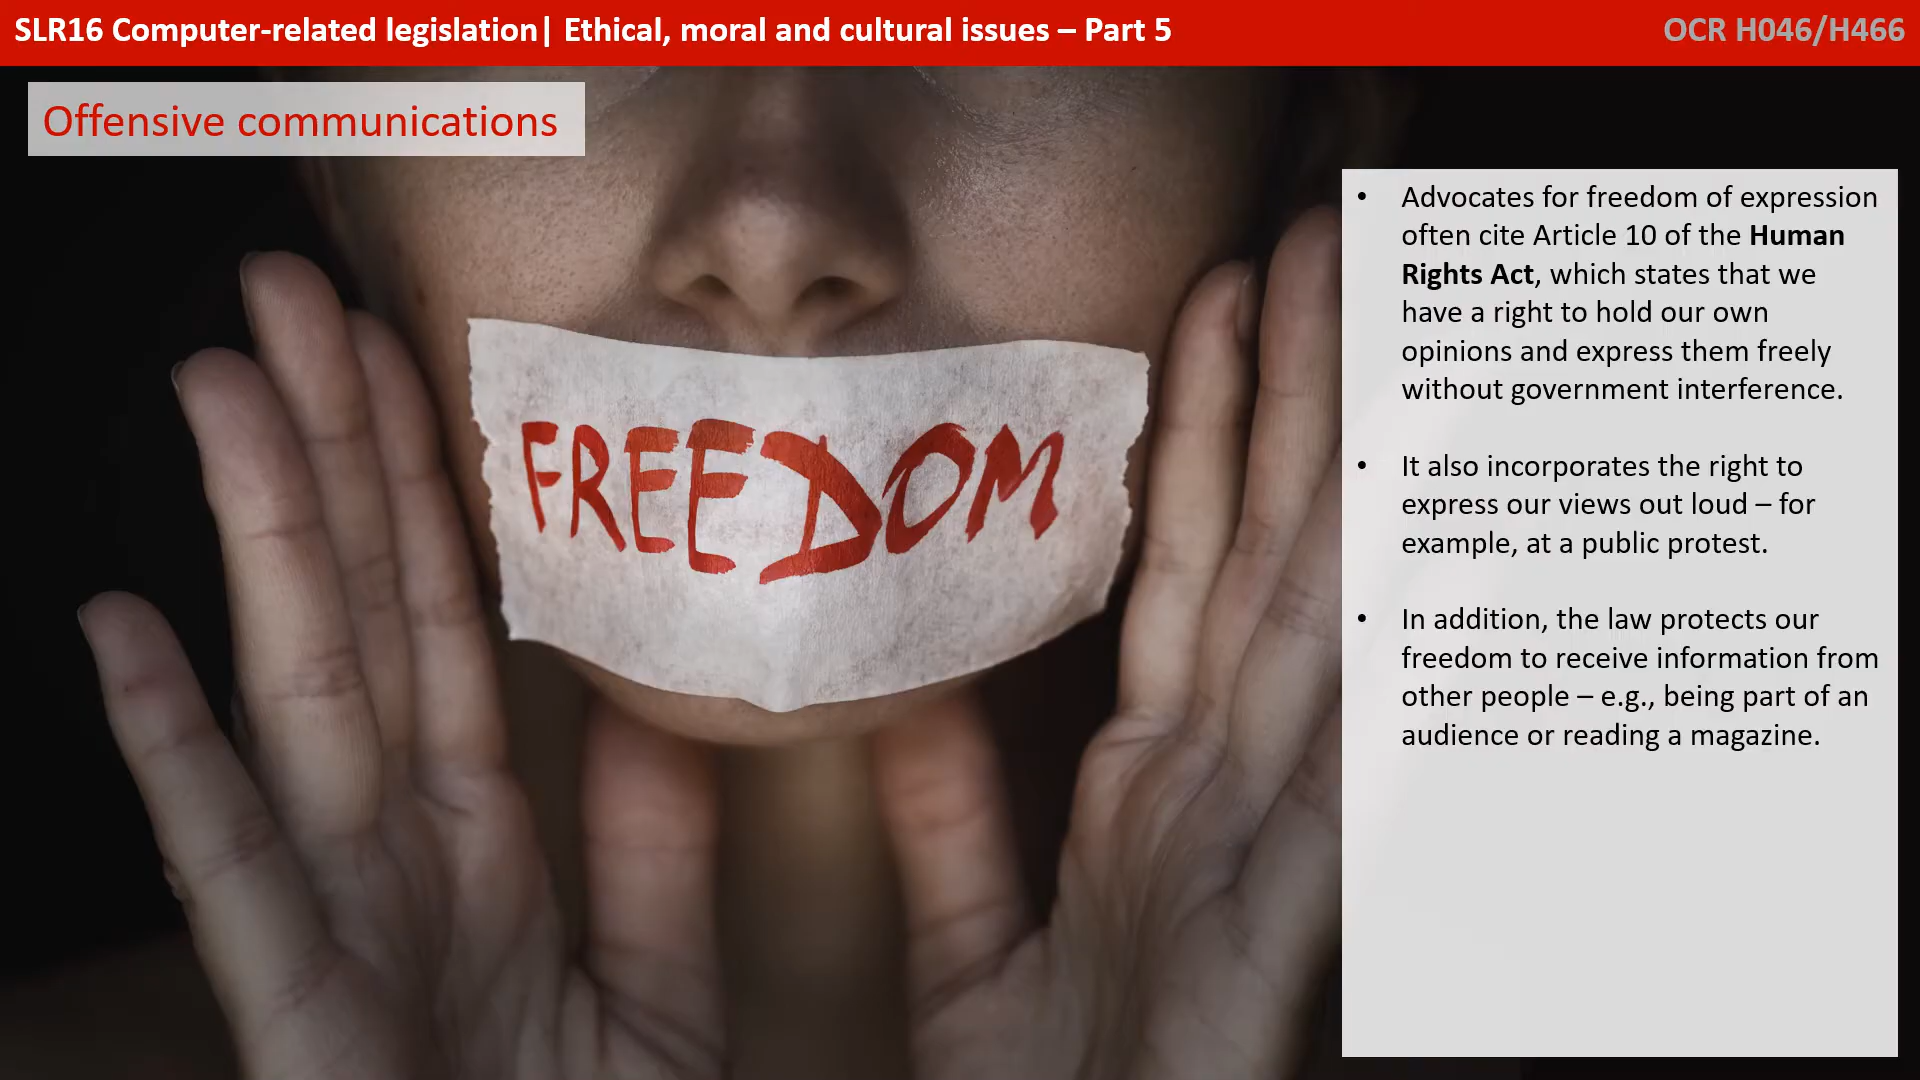 SLR16 Computer-related legislation| Ethical, moral and cultural issues – Part 5
OCR H046/H466
Offensive communications
FREEDOM
• Advocates for freedom of expression
often cite Article 10 of the Human
Rights Act, which states that we
have a right to hold our own
opinions and express them freely
without government interference.
• It also incorporates the right to
express our views out loud – for
example, at a public protest.
• In addition, the law protects our
freedom to receive information from
other people – e.g., being part of an
audience or reading a magazine.